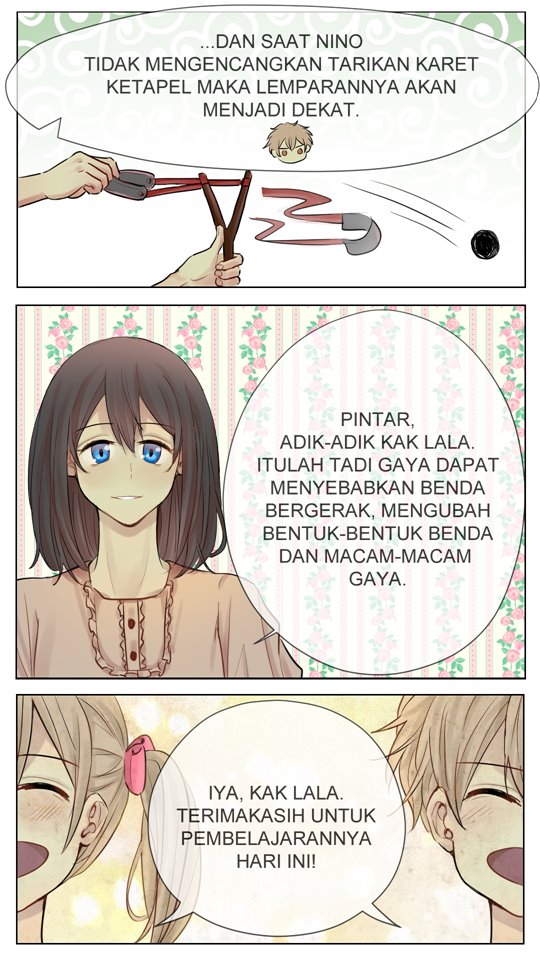 ...DAN SAAT NINO
TIDAK MENGENCANGKAN TARIKAN KARET
KETAPEL MAKA LEMPARANNYA AKAN
MENJADI DEKAT.
PINTAR,
ADIK-ADIK KAK LALA.
ITULAH TADI GAYA DAPAT
MENYEBABKAN BENDA
BERGERAK, MENGUBAH
BENTUK-BENTUK BENDA
DAN MACAM-MACAM
GAYA.
IYA, KAK LALA.
TERIMAKASIH UNTUK
PEMBELAJARANNYA
HARI INI!